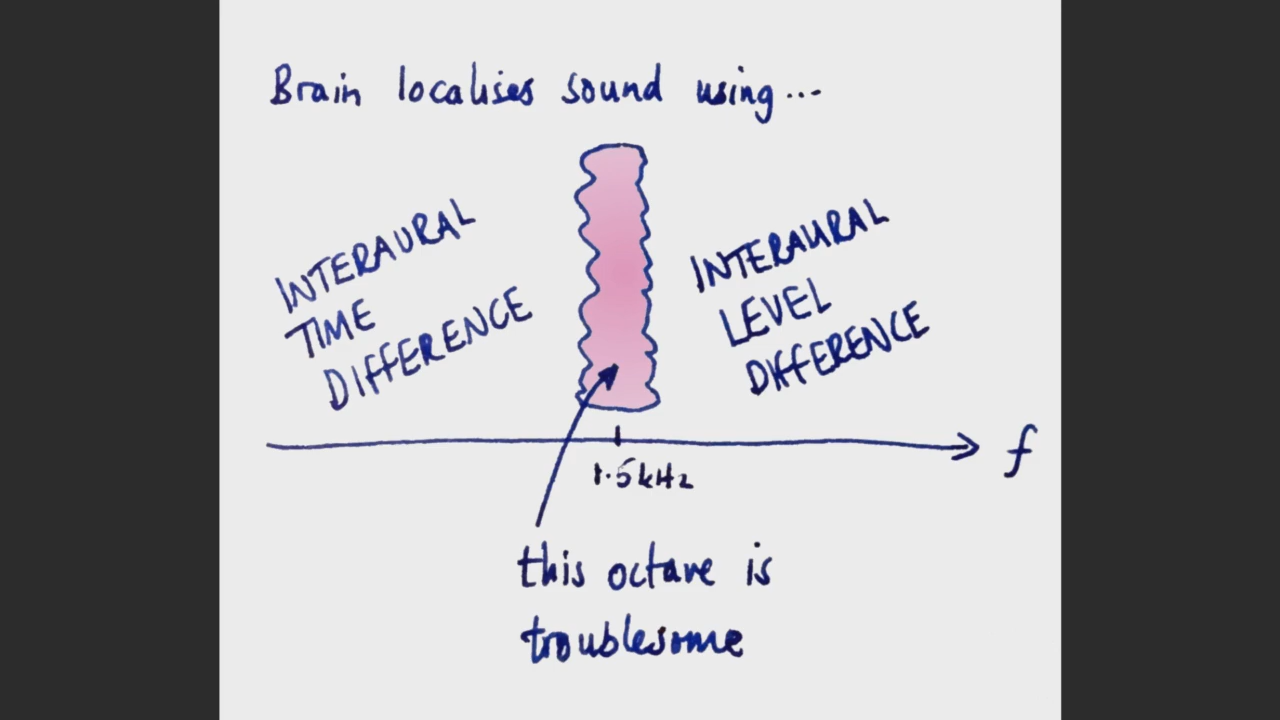 Brain localises sound using...
INTERAURAL
TIME
DIFFERENCE
INTERAURAL
LEVEL
DIFFERENCE
f
1.5kHz
this octave is
troublesome